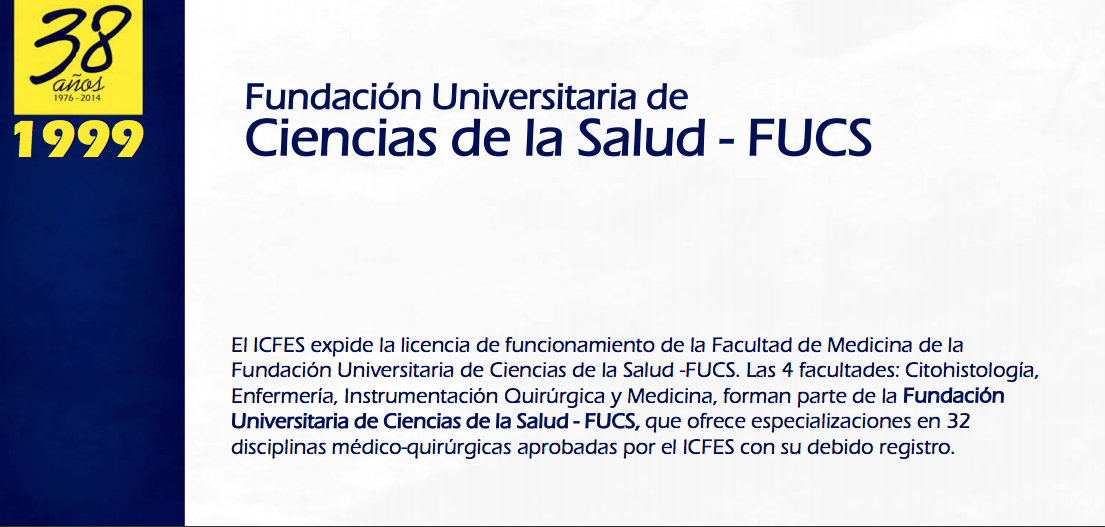 38
años
1976 - 2014
1999
Fundación Universitaria de
Ciencias de la Salud - FUCS
El ICFES expide la licencia de funcionamiento de la Facultad de Medicina de la
Fundación Universitaria de Ciencias de la Salud -FUCS. Las 4 facultades: Citohistología,
Enfermería, Instrumentación Quirúrgica y Medicina, forman parte de la Fundación
Universitaria de Ciencias de la Salud - FUCS, que ofrece especializaciones en 32
disciplinas médico-quirúrgicas aprobadas por el ICFES con su debido registro.